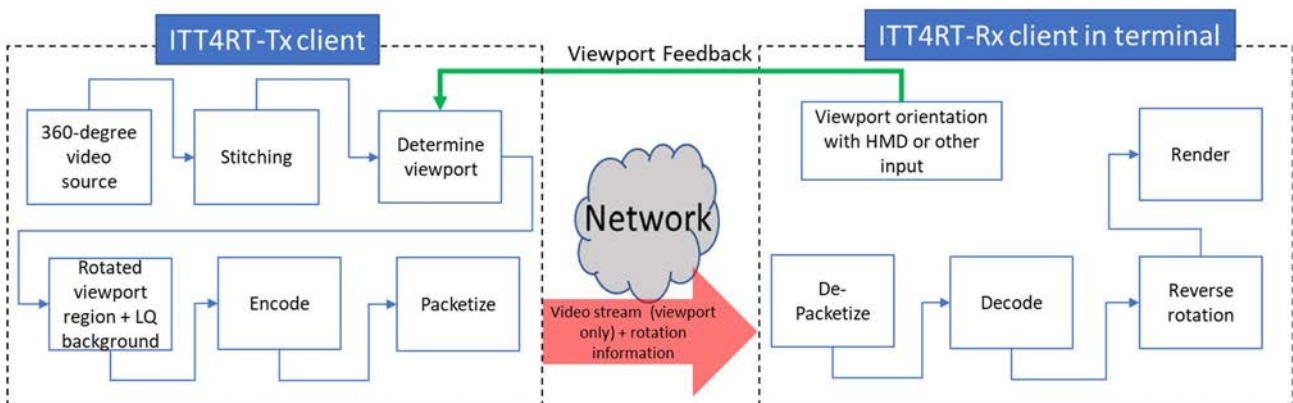 ITT4RT-Tx client
ITT4RT-Rx client in terminal
Viewport Feedback
360-degree
video
source
Stitching
Determine
viewport
Viewport orientation
with HMD or other
input
Render
Network
Rotated
viewport
region + LQ
background
Encode
Packetize
Video stream (viewport
only) + rotation
information
De-
Packetize
Decode
Reverse
rotation